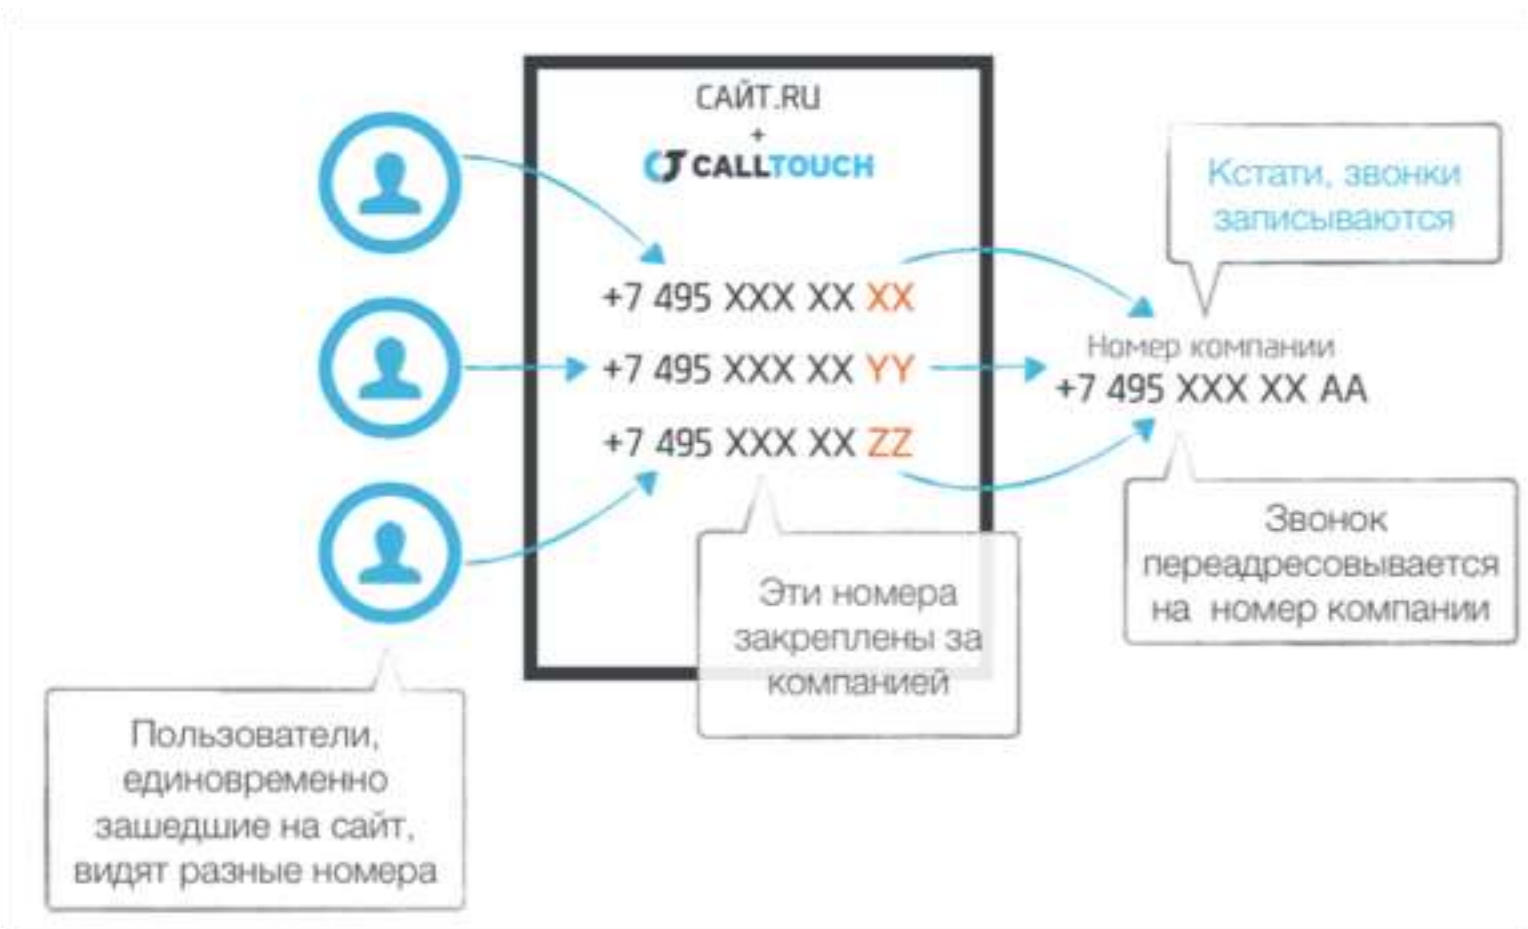 САЙТ.RU
+
CALLTOUCH
Кстати, звонки
записываются
+7 495 XXX XX XX
+7 495 XXX XX YY
+7 495 XXX XX ZZ
Номер компании
+7 495 XXX XX AA
Звонок
переадресовывается
на номер компании
Эти номера
закреплены за
компанией
Пользователи,
единовременно
зашедшие на сайт,
видят разные номера